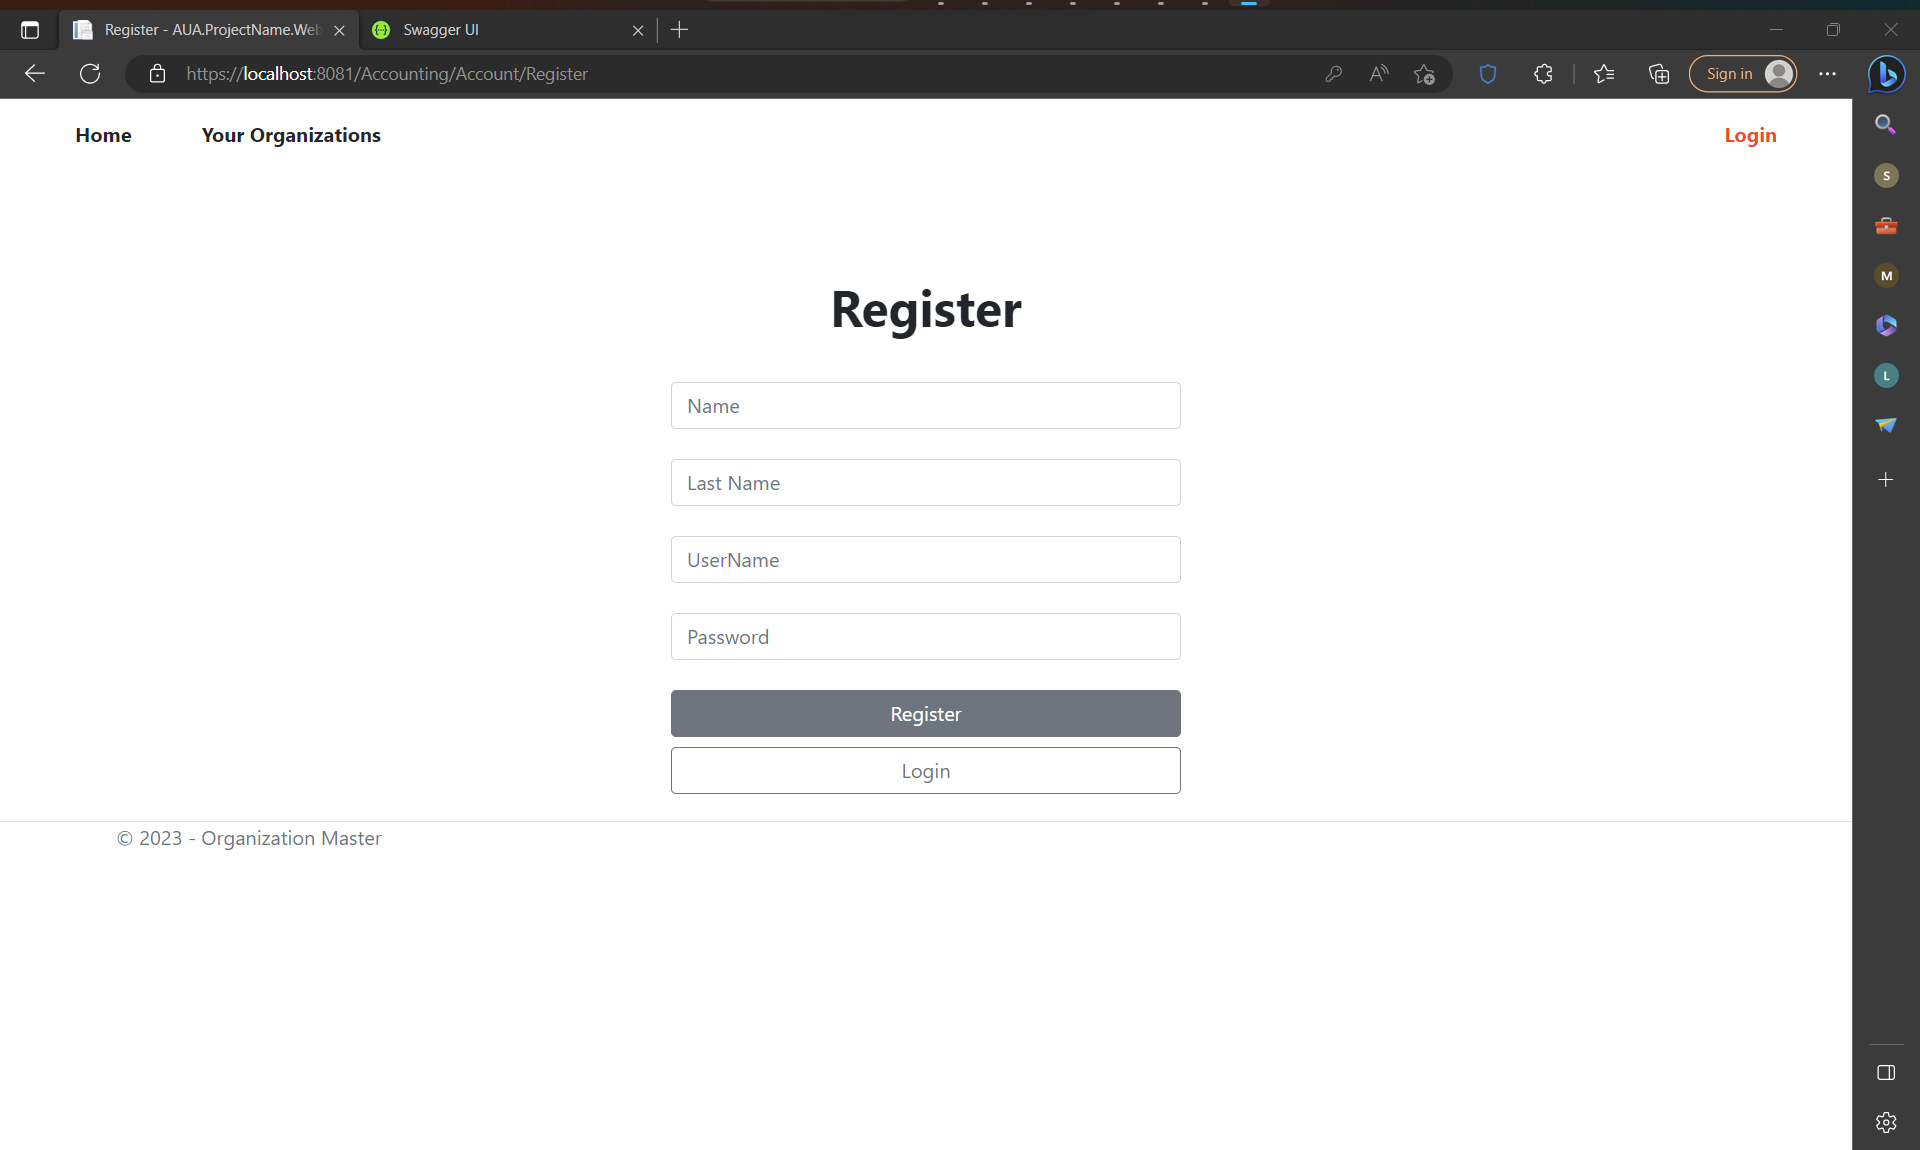 Register - AUA.ProjectName.Web
Swagger UI
https://localhost:8081/Accounting/Account/Register
Sign in
Home
Your Organizations
Login
S
M
L
Register
Name
Last Name
UserName
Password
Register
Login
© 2023 - Organization Master